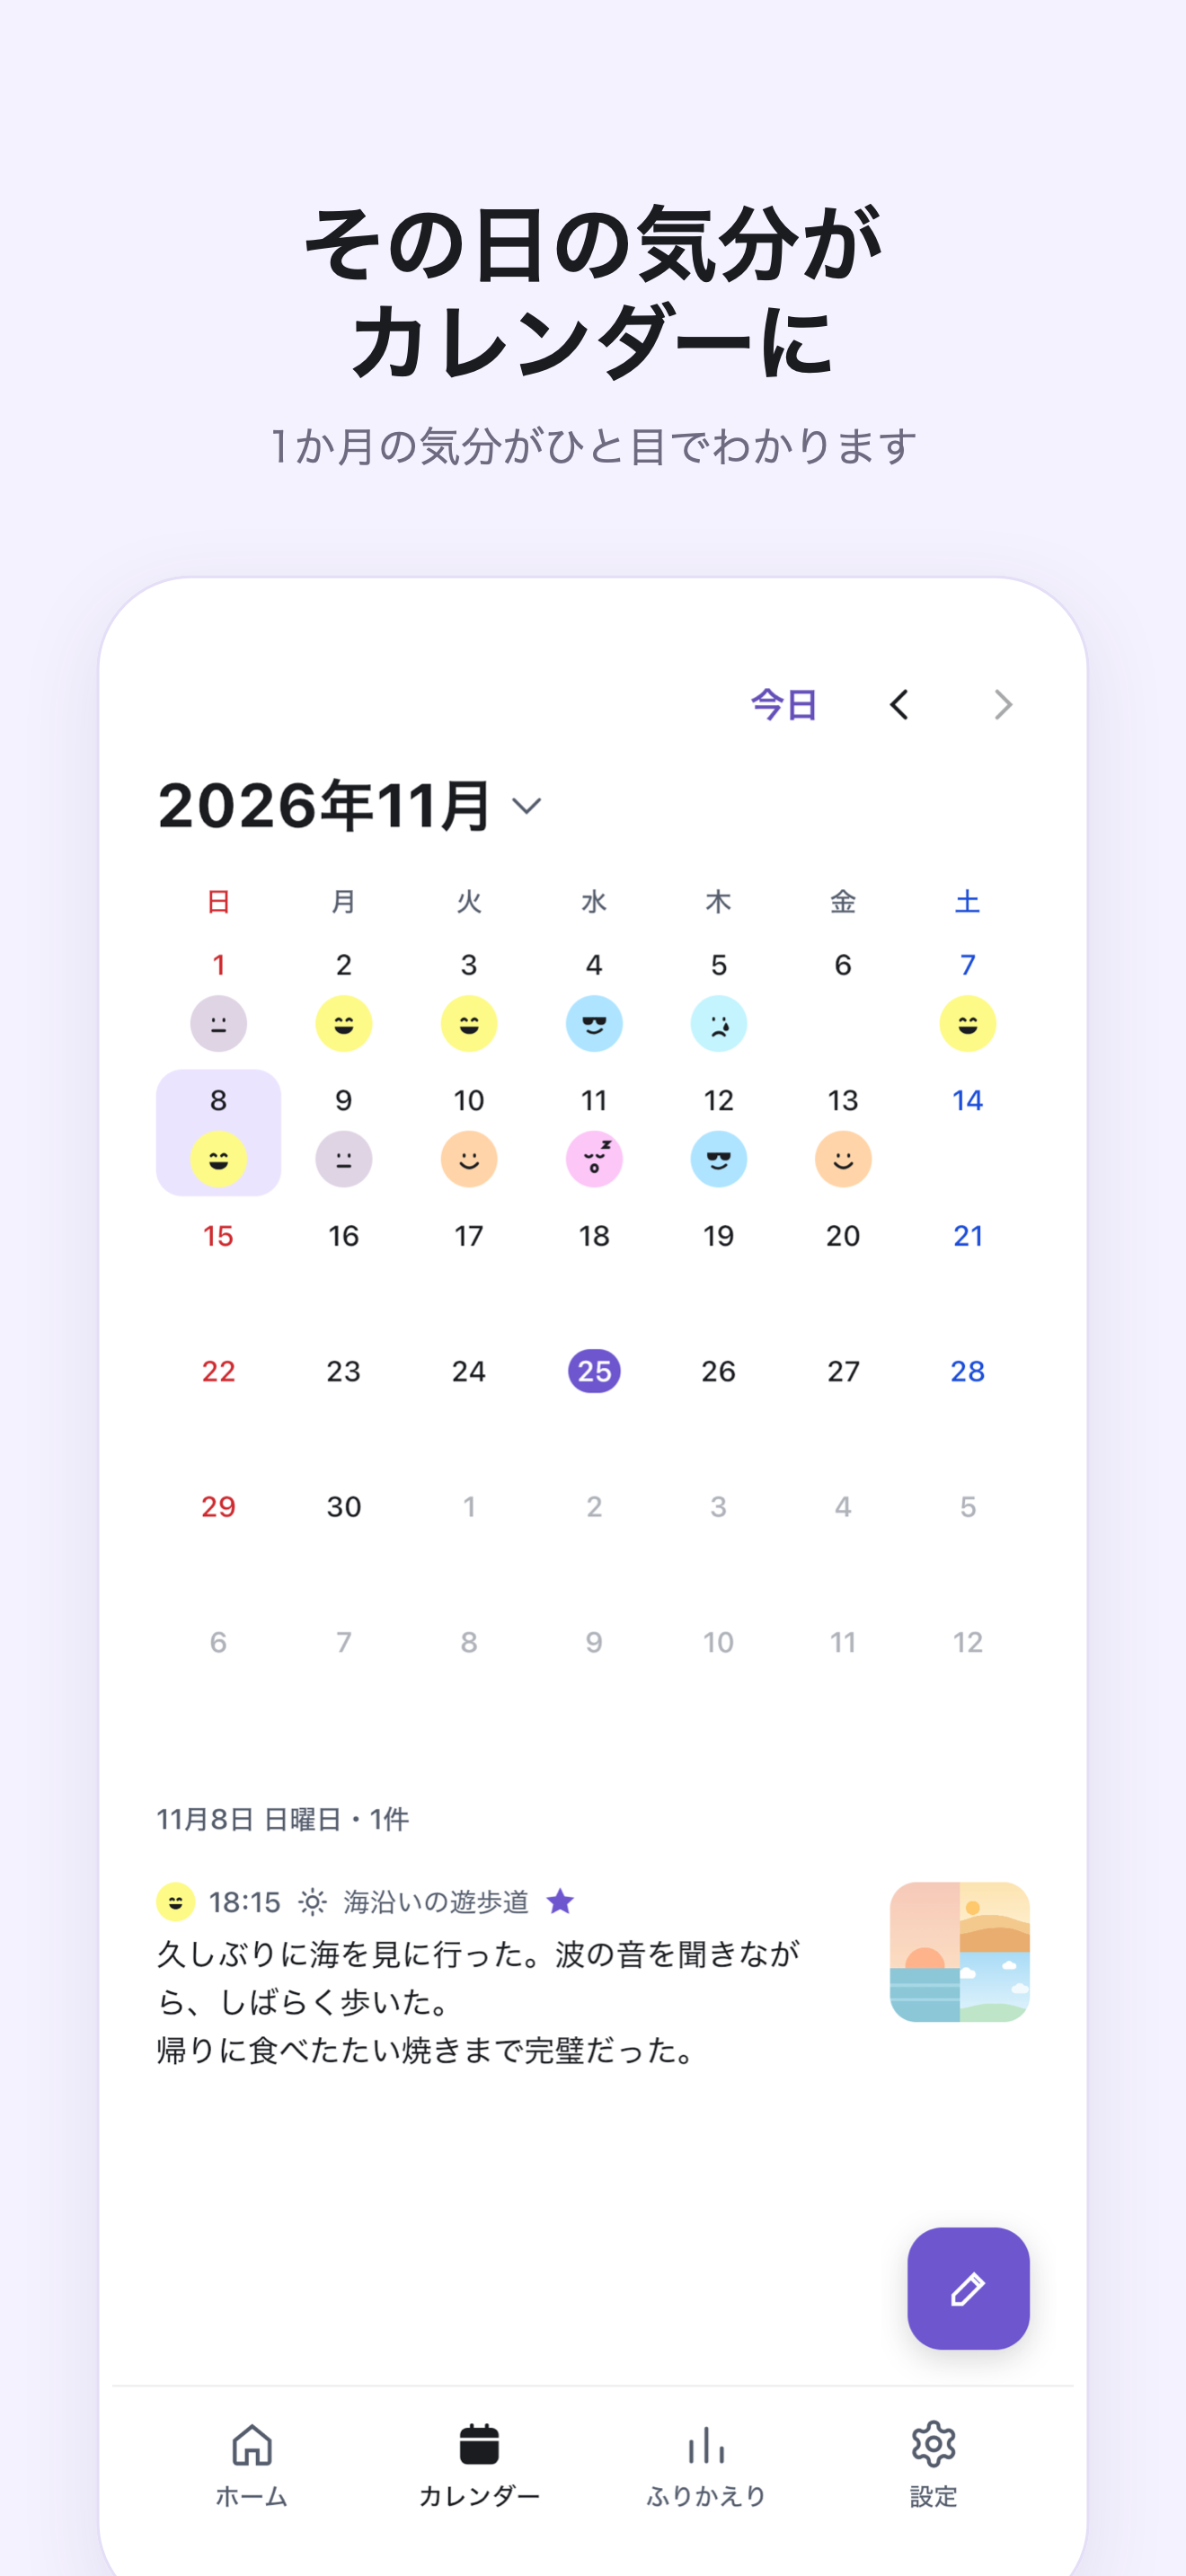 その日の気分が
カレンダーに
1か月の気分がひと目でわかります
今日
2026年11月
日 月 火 水 木 金 土
1 2 3 4 5 6 7
8 9 10 11 12 13 14
15 16 17 18 19 20 21
22 23 24 25 26 27 28
29 30 1 2 3 4 5
6 7 8 9 10 11 12
11月8日 日曜日・1件
18:15 海沿いの遊歩道
久しぶりに海を見に行った。波の音を聞きなが
ら、しばらく歩いた。
帰りに食べたたい焼きまで完璧だった。
ホーム カレンダー ふりかえり 設定